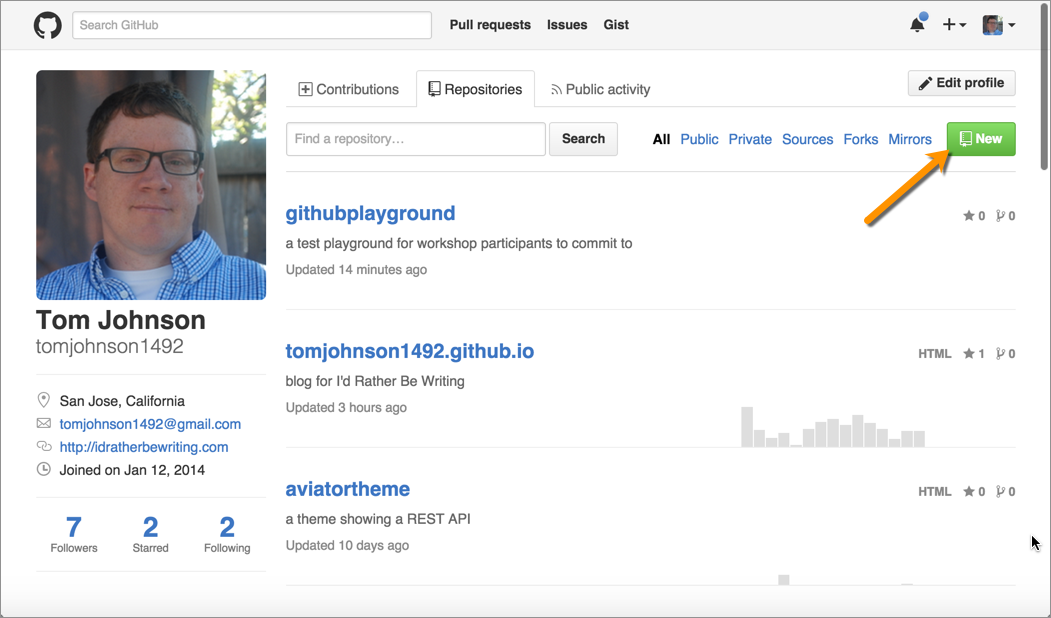 Search GitHub
Pull requests Issues Gist
Contributions Repositories Public activity
Edit profile
Find a repository... Search All Public Private Sources Forks Mirrors New
githubplayground
0 0
a test playground for workshop participants to commit to
Updated 14 minutes ago
Tom Johnson
tomjohnson1492
San Jose, California
tomjohnson1492@gmail.com
http://idratherbewriting.com
Joined on Jan 12, 2014
7 2 2
Followers Starred Following
tomjohnson1492.github.io
HTML 1 0
blog for I'd Rather Be Writing
Updated 3 hours ago
aviatortheme
HTML 0 0
a theme showing a REST API
Updated 10 days ago